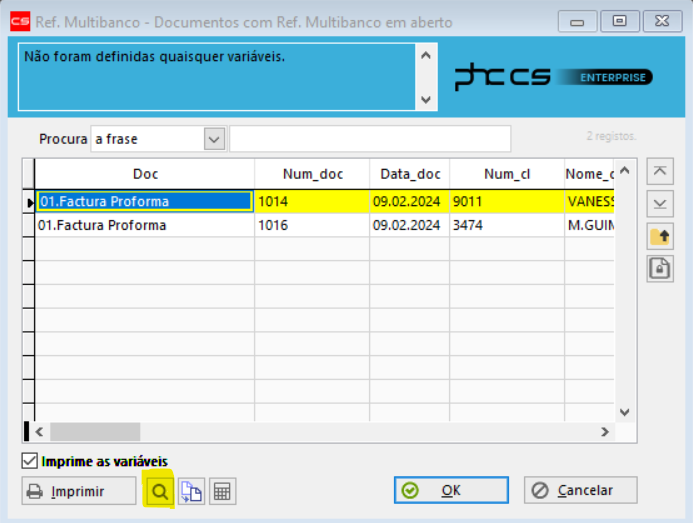 CS Ref. Multibanco - Documentos com Ref. Multibanco em aberto
Não foram definidas quaisquer variáveis.
phc cs ENTERPRISE
Procura a frase 2 registos.
Doc Num_doc Data_doc Num_cl Nome_c
01.Factura Proforma 1014 09.02.2024 9011 VANESS
01.Factura Proforma 1016 09.02.2024 3474 M.GUIM
Imprime as variáveis
Imprimir OK Cancelar